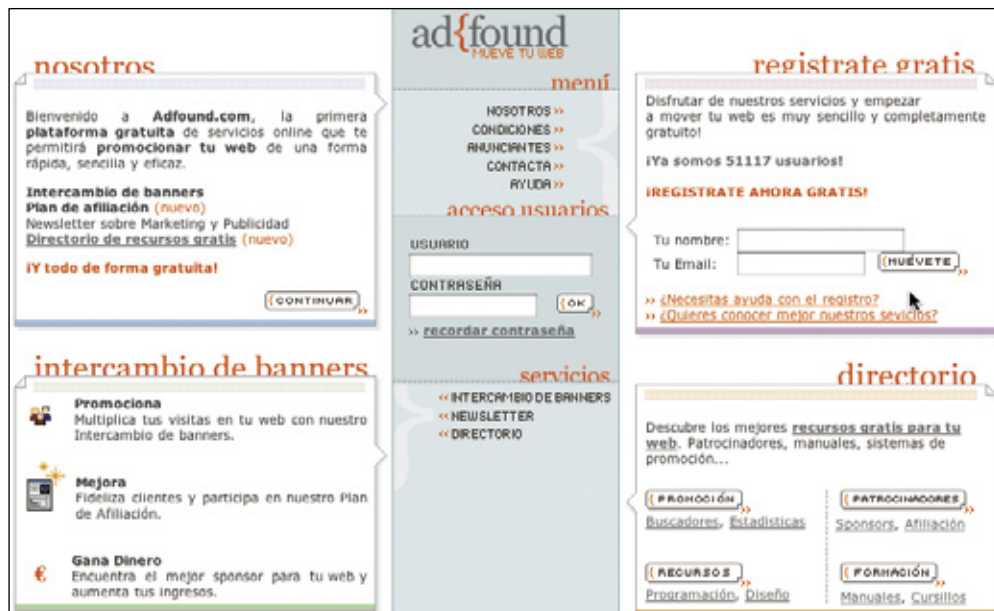 nosotros
Bienvenido a Adfound.com, la primera
plataforma gratuita de servicios online que te
permitirá promocionar tu web de una forma
rápida, sencilla y eficaz.
Intercambio de banners
Plan de afiliación (nuevo)
Newsletter sobre Marketing y Publicidad
Directorio de recursos gratis (nuevo)
¡Y todo de forma gratuita!
{CONTINUAR
intercambio de banners
Promociona
Multiplica tus visitas en tu web con nuestro
Intercambio de banners.
Mejora
Fideliza clientes y participa en nuestro Plan
de Afiliación.
€ Gana Dinero
Encuentra el mejor sponsor para tu web y
aumenta tus ingresos.
ad{found
MUEVE TU WEB
menú
NOSOTROS »
CONDICIONES »
ANUNCIANTES »
CONTACTA »
AYUDA »
acceso usuarios
USUARIO
CONTRASEÑA
{OK
» recordar contraseña
servicios
« INTERCAMBIO DE BANNERS
« NEWSLETTER
« DIRECTORIO
registrate gratis
Disfrutar de nuestros servicios y empezar
a mover tu web es muy sencillo y completamente
gratuito!
¡Ya somos 51117 usuarios!
¡REGISTRATE AHORA GRATIS!
Tu nombre:
Tu Email:
{MUÉVETE
» ¿Necesitas ayuda con el registro?
» ¿Quieres conocer mejor nuestros sevicios?
directorio
Descubre los mejores recursos gratis para tu
web. Patrocinadores, manuales, sistemas de
promoción...
{PROMOCIÓN
Buscadores, Estadisticas
{PATROCINADORES
Sponsors, Afiliación
{RECURSOS
Programación, Diseño
{FORMACIÓN
Manuales, Cursillos